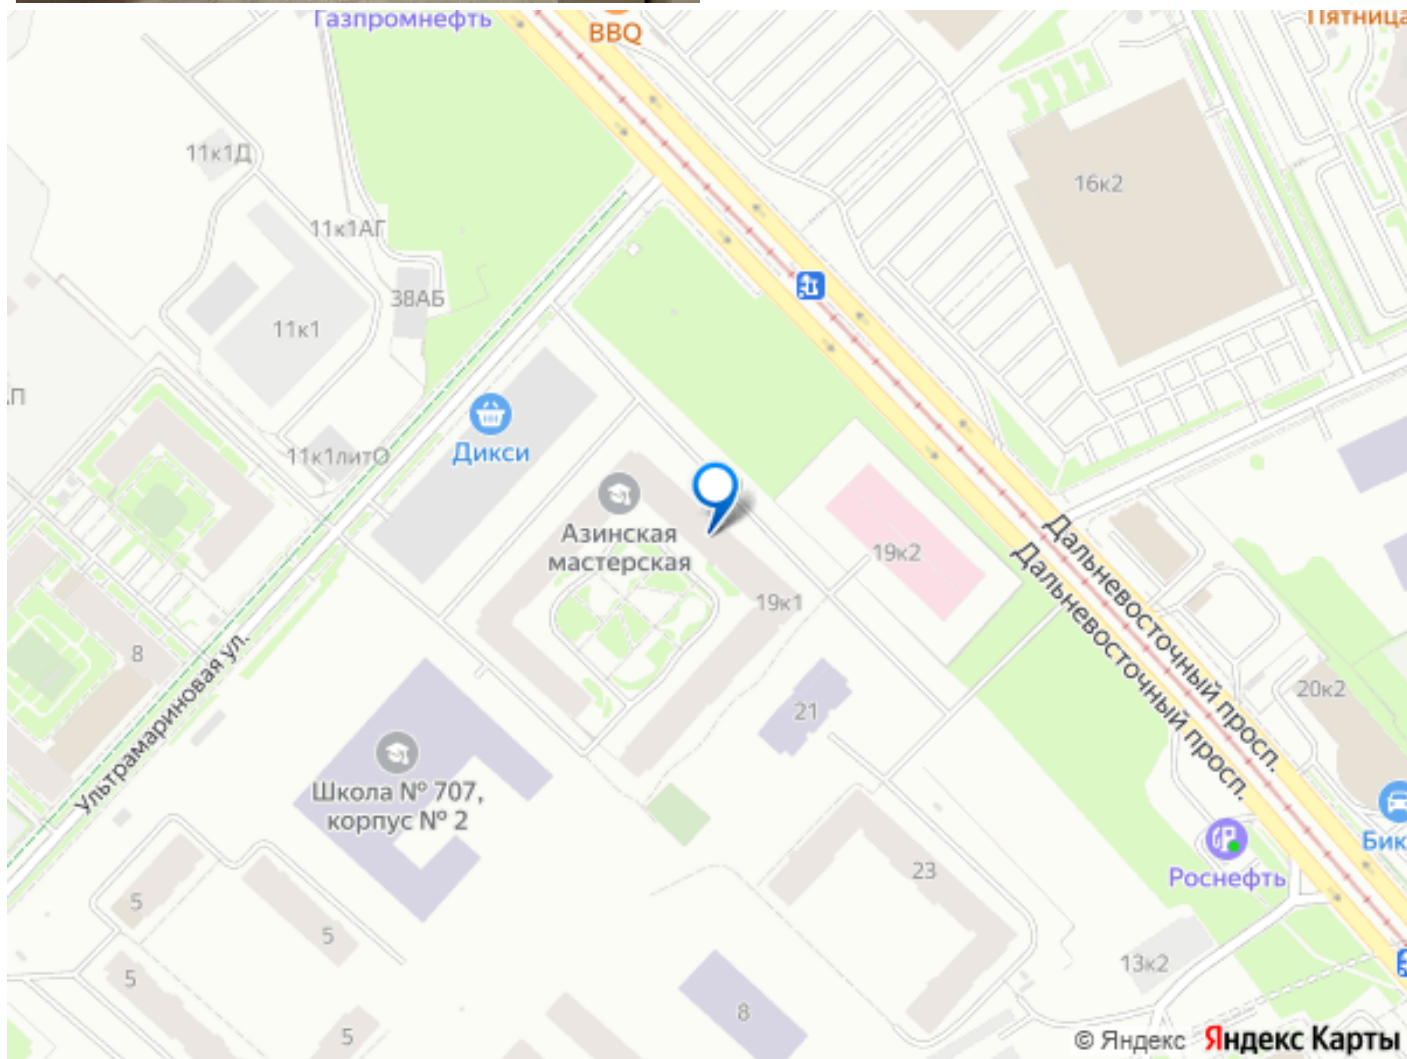 Газпромнефть
BBQ
Пятница
11к1Д
16к2
11к1АГ
38АБ
11к1
Дикси
11к1литО
Азинская
мастерская
19к2
19к1
Дальневосточный просп.
Дальневосточный просп.
8
Ультрамариновая ул.
21
20к2
Школа № 707,
корпус № 2
Бик
23
Роснефть
5
5
13к2
5
8
5
© Яндекс Яндекс Карты